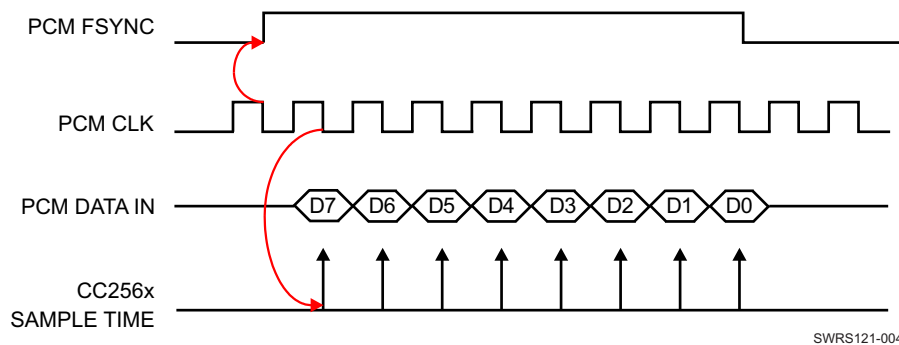 PCM FSYNC
PCM CLK
PCM DATA IN
D7 D6 D5 D4 D3 D2 D1 D0
CC256x
SAMPLE TIME
SWRS121-004